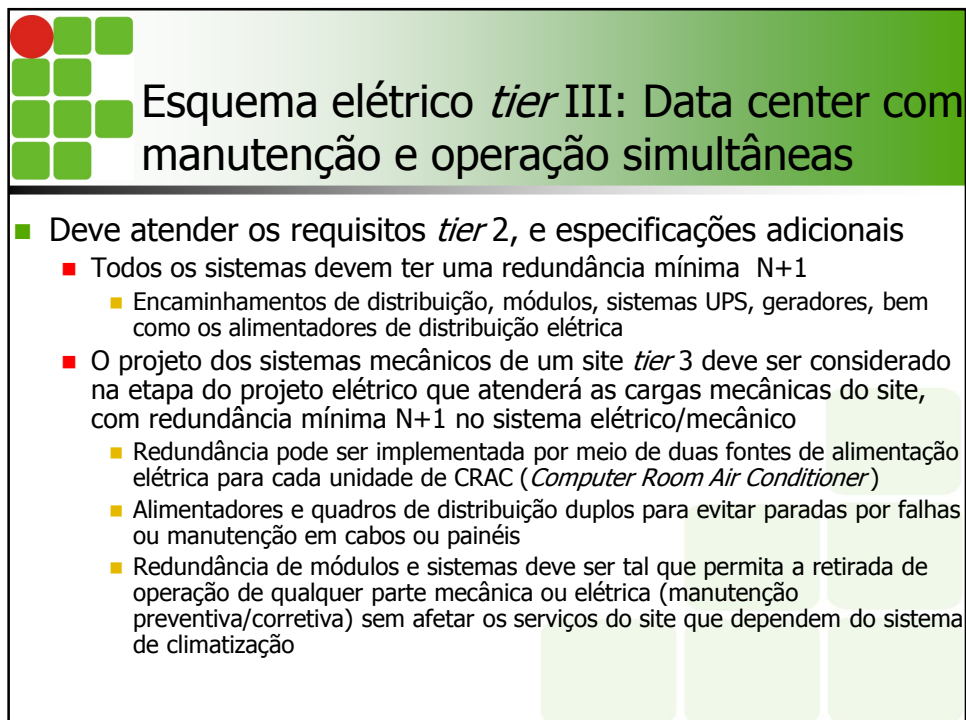 Esquema elétrico tier III: Data center com
manutenção e operação simultâneas
Deve atender os requisitos tier 2, e especificações adicionais
Todos os sistemas devem ter uma redundância mínima N+1
Encaminhamentos de distribuição, módulos, sistemas UPS, geradores, bem
como os alimentadores de distribuição elétrica
O projeto dos sistemas mecânicos de um site tier 3 deve ser considerado
na etapa do projeto elétrico que atenderá as cargas mecânicas do site,
com redundância mínima N+1 no sistema elétrico/mecânico
Redundância pode ser implementada por meio de duas fontes de alimentação
elétrica para cada unidade de CRAC (Computer Room Air Conditioner)
Alimentadores e quadros de distribuição duplos para evitar paradas por falhas
ou manutenção em cabos ou painéis
Redundância de módulos e sistemas deve ser tal que permita a retirada de
operação de qualquer parte mecânica ou elétrica (manutenção
preventiva/corretiva) sem afetar os serviços do site que dependem do sistema
de climatização